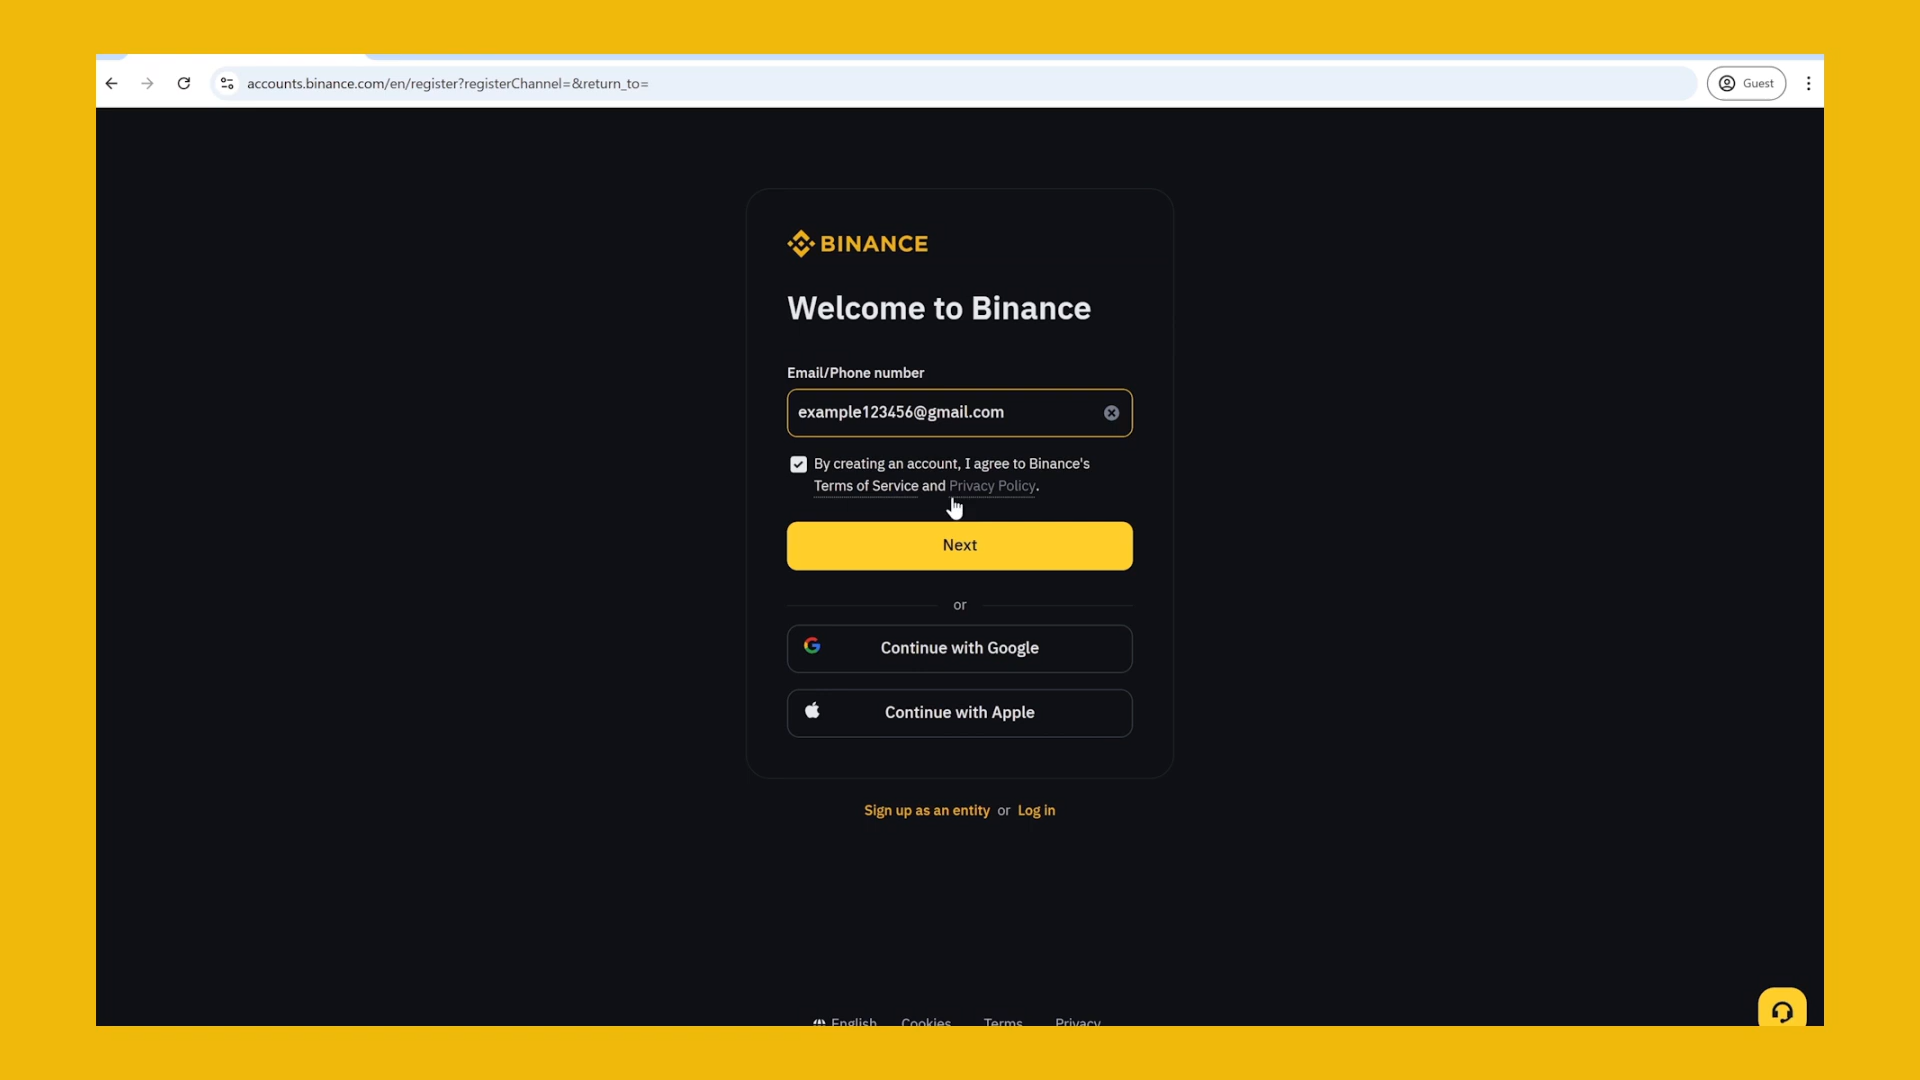 accounts.binance.com/en/register?registerChannel=&return_to=
Guest
BINANCE
Welcome to Binance
Email/Phone number
example123456@gmail.com
By creating an account, I agree to Binance's
Terms of Service and Privacy Policy.
Next
or
Continue with Google
Continue with Apple
Sign up as an entity or Log in
English Cookies Terms Privacy